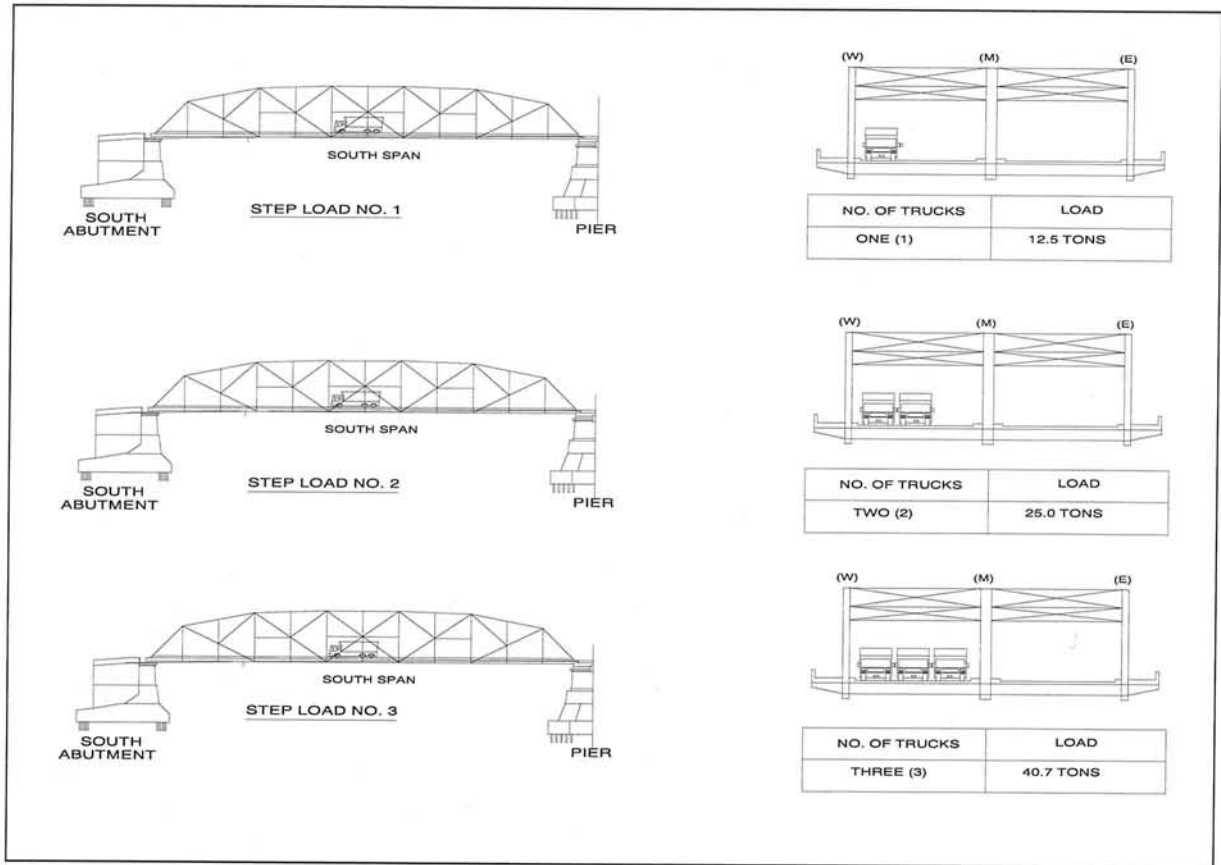 SOUTH SPAN
STEP LOAD NO. 1
SOUTH
ABUTMENT
PIER
(W) (M) (E)
NO. OF TRUCKS LOAD
ONE (1) 12.5 TONS
SOUTH SPAN
STEP LOAD NO. 2
SOUTH
ABUTMENT
PIER
(W) (M) (E)
NO. OF TRUCKS LOAD
TWO (2) 25.0 TONS
SOUTH SPAN
STEP LOAD NO. 3
SOUTH
ABUTMENT
PIER
(W) (M) (E)
NO. OF TRUCKS LOAD
THREE (3) 40.7 TONS